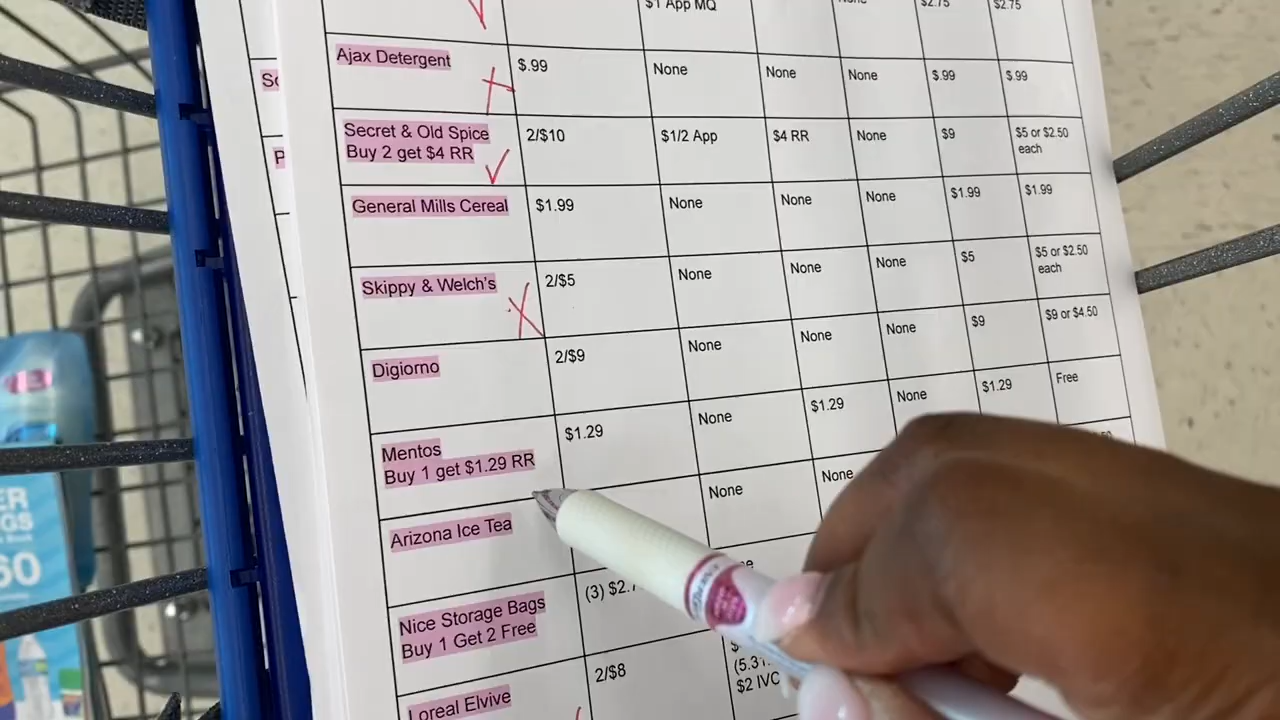 $1 App MQ
None
$2.75
$2.75
Ajax Detergent
$.99
None
None
None
$.99
$.99
Secret & Old Spice
Buy 2 get $4 RR
2/$10
$1/2 App
$4 RR
None
$9
$5 or $2.50
each
General Mills Cereal
$1.99
None
None
None
$1.99
$1.99
Skippy & Welch's
2/$5
None
None
None
$5
$5 or $2.50
each
Digiorno
2/$9
None
None
None
$9
$9 or $4.50
Mentos
Buy 1 get $1.29 RR
$1.29
None
$1.29
None
$1.29
Free
Arizona Ice Tea
None
None
Nice Storage Bags
Buy 1 Get 2 Free
(3) $2.
Loreal Elvive
2/$8
(5.31
$2 IVC
60